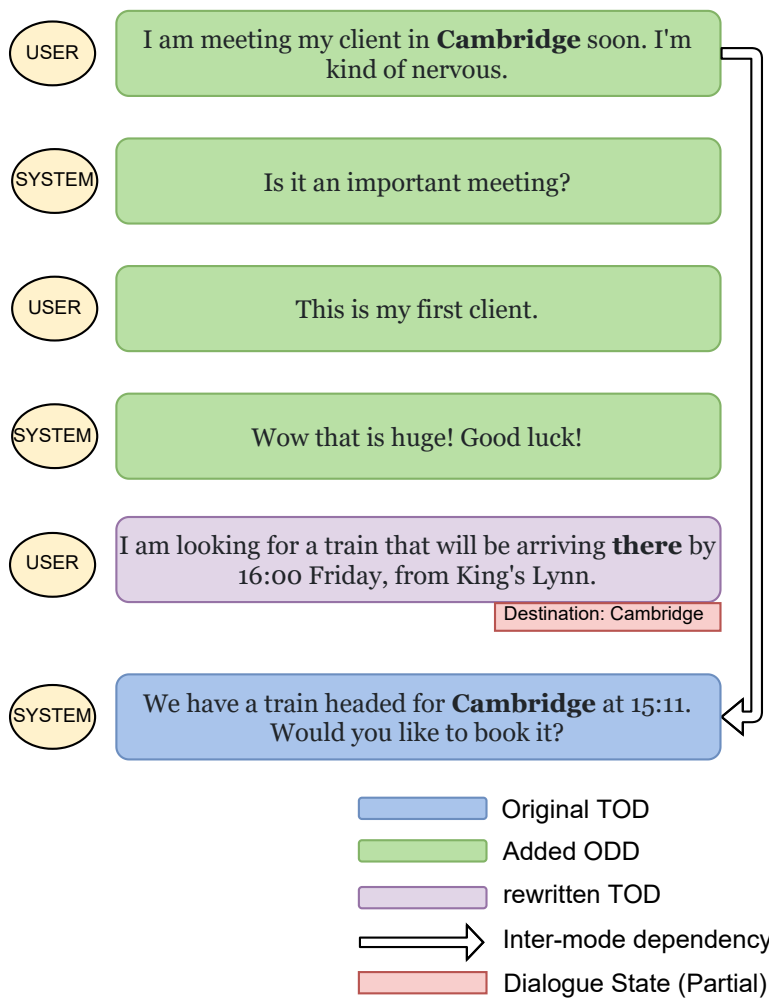 USER
I am meeting my client in Cambridge soon. I'm
kind of nervous.
SYSTEM
Is it an important meeting?
USER
This is my first client.
SYSTEM
Wow that is huge! Good luck!
USER
I am looking for a train that will be arriving there by
16:00 Friday, from King's Lynn.
Destination: Cambridge
SYSTEM
We have a train headed for Cambridge at 15:11.
Would you like to book it?
Original TOD
Added ODD
rewritten TOD
Inter-mode dependency
Dialogue State (Partial)